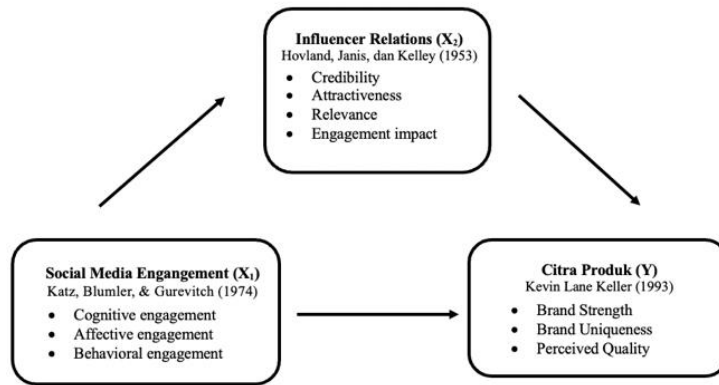 Influencer Relations (X₂)
Hovland, Janis, dan Kelley (1953)
• Credibility
• Attractiveness
• Relevance
• Engagement impact
Social Media Engangement (X₁)
Katz, Blumler, & Gurevitch (1974)
• Cognitive engagement
• Affective engagement
• Behavioral engagement
Citra Produk (Y)
Kevin Lane Keller (1993)
• Brand Strength
• Brand Uniqueness
• Perceived Quality